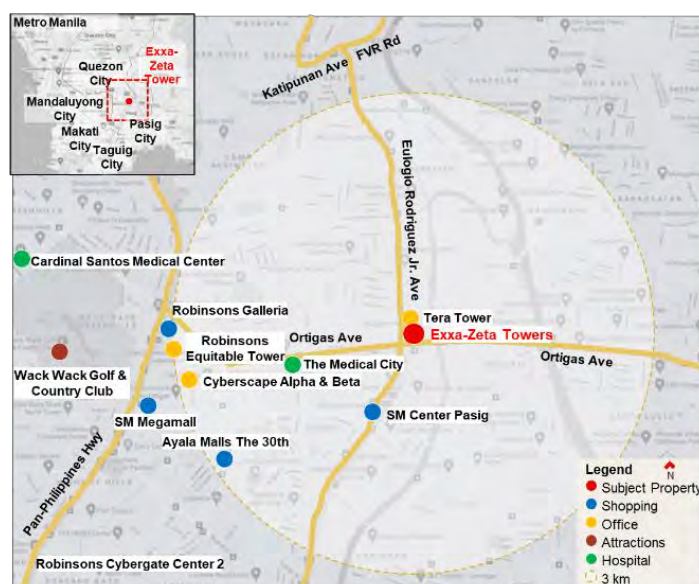 Metro Manila
Exxa-
Zeta
Tower
Quezon
City
Mandaluyong
City
Makati
City
Pasig
City
Taguig
City
Katipunan Ave
FVR Rd
Eulogio Rodriguez Jr. Ave
Cardinal Santos Medical Center
Robinsons Galleria
Tera Tower
Exxa-Zeta Towers
Robinsons
Equitable Tower
Ortigas Ave
Ortigas Ave
The Medical City
Wack Wack Golf &
Country Club
Cyberscape Alpha & Beta
SM Megamall
SM Center Pasig
Ayala Malls The 30th
Pan-Philippines Hwy
Robinsons Cybergate Center 2
Legend
N
Subject Property
Shopping
Office
Attractions
Hospital
3 km